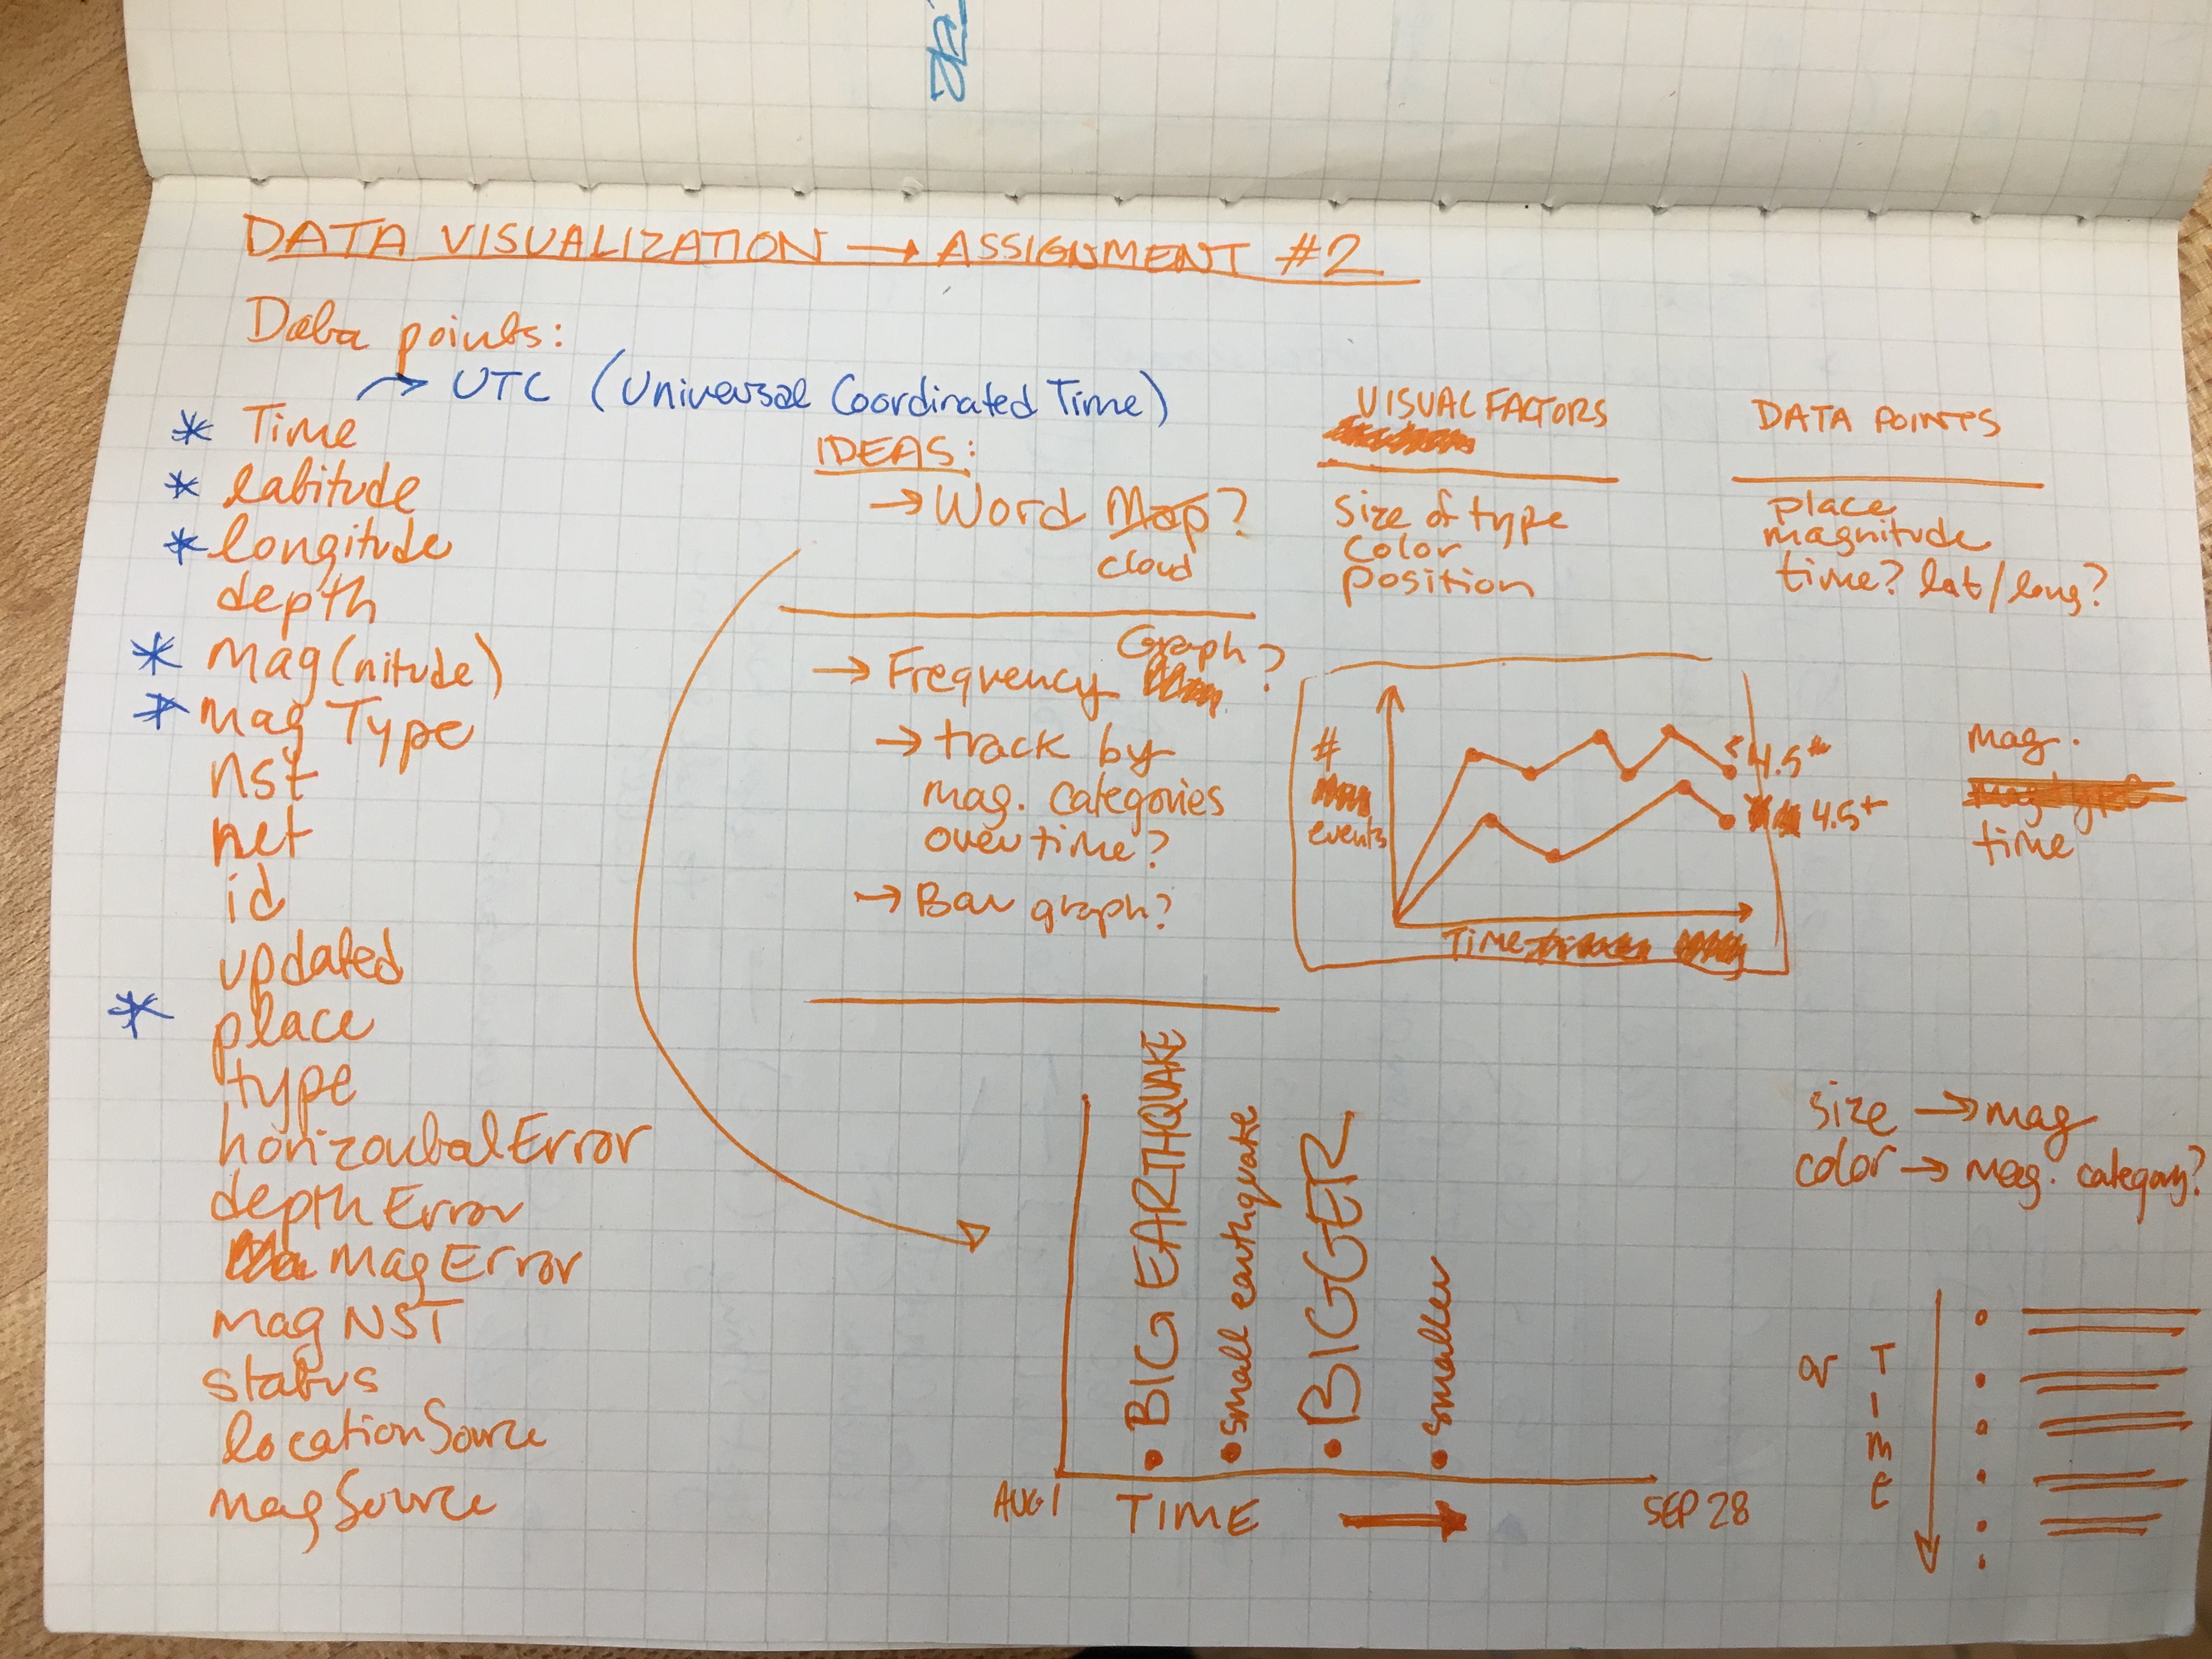 DATA VISUALIZATION → ASSIGNMENT #2
Data points:
→ UTC (Universal Coordinated Time)
* Time
* latitude
* longitude
depth
* mag(nitude)
* mag Type
nst
net
id
updated
* place
type
horizontalError
depthError
magError
magNST
status
locationSource
magSource
IDEAS:
→ Word Map?
cloud
→ Frequency Graph?
→ track by
mag. categories
over time?
→ Bar graph?
VISUAL FACTORS
size of type
color
position
DATA POINTS
place
magnitude
time? lat/long?
#
events
<4.5
4.5+
Time
mag.
time
• BIG EARTHQUAKE
• small earthquake
• BIGGER
• smaller
AUG 1
TIME →
SEP 28
size → mag
color → mag. category?
or
TIME